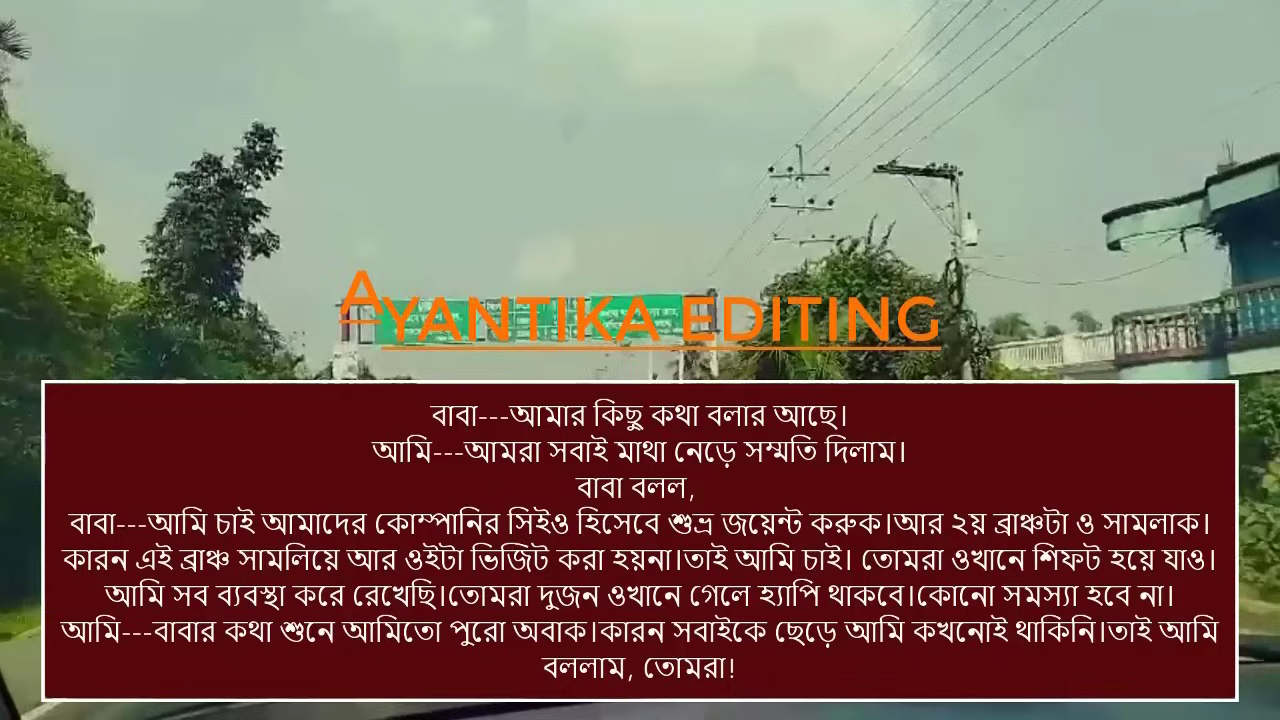 AYANTIKA EDITING
বাবা---আমার কিছু কথা বলার আছে।
আমি---আমরা সবাই মাথা নেড়ে সম্মতি দিলাম।
বাবা বলল,
বাবা---আমি চাই আমাদের কোম্পানির সিইও হিসেবে শুভ্র জয়েন্ট করুক।আর ২য় ব্রাঞ্চটা ও সামলাক।
কারন এই ব্রাঞ্চ সামলিয়ে আর ওইটা ভিজিট করা হয়না।তাই আমি চাই। তোমরা ওখানে শিফট হয়ে যাও।
আমি সব ব্যবস্থা করে রেখেছি।তোমরা দুজন ওখানে গেলে হ্যাপি থাকবে।কোনো সমস্যা হবে না।
আমি---বাবার কথা শুনে আমিতো পুরো অবাক।কারন সবাইকে ছেড়ে আমি কখনোই থাকিনি।তাই আমি
বললাম, তোমরা!